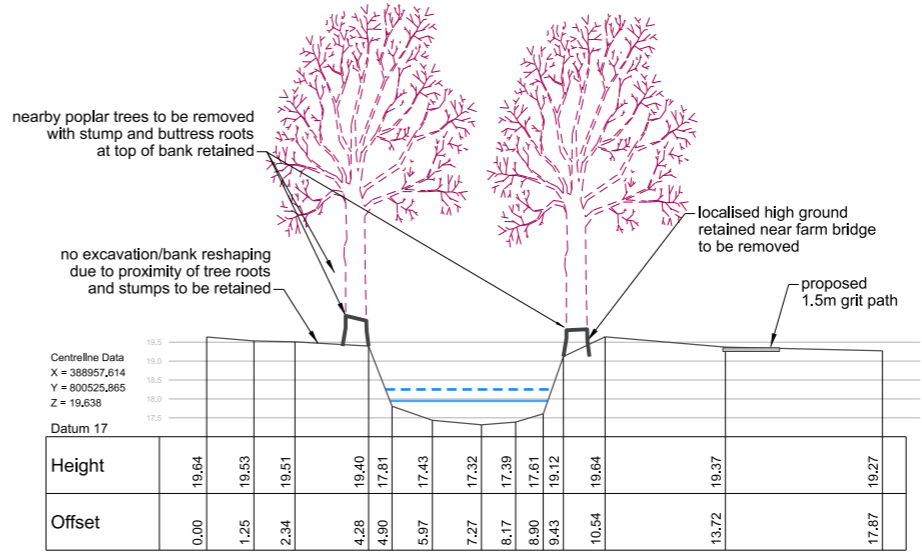 nearby poplar trees to be removed
with stump and buttress roots
at top of bank retained
localised high ground
retained near farm bridge
to be removed
no excavation/bank reshaping
due to proximity of tree roots
and stumps to be retained
proposed
1.5m grit path
19.5
19.0
18.5
18.0
17.5
Centreline Data
X = 388957.614
Y = 800525.865
Z = 19.638
Datum 17
Height 19.64 19.53 19.51 19.40 17.81 17.43 17.32 17.39 17.61 19.12 19.64 19.37 19.27
Offset 0.00 1.25 2.34 4.28 4.90 5.97 7.27 8.17 8.90 9.43 10.54 13.72 17.87